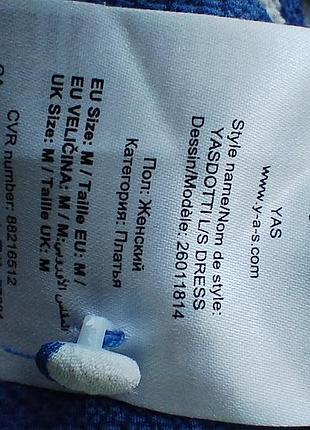 YAS
www.y-a-s.com
Style name/Nom de style:
YASDOTTI L/S DRESS
Dessin/Modèle.: 26011814
Пол: Женский
Категория: Платья
EU Size: M / Taille EU: M /
EU VELIČINA: M / M
UK Size: M / Taille UK: M
CVR number: 88216512